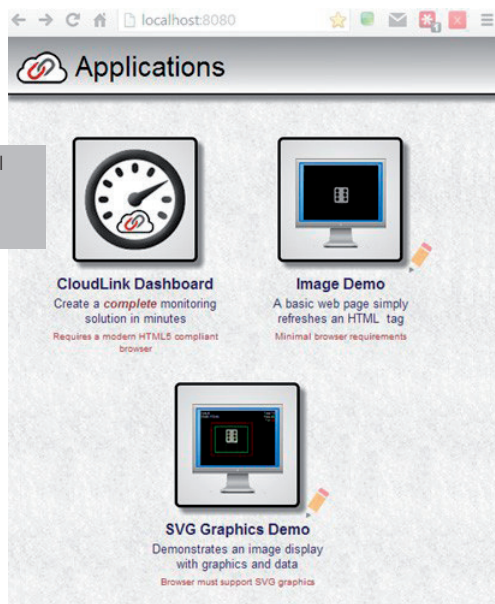 localhost:8080
Applications
CloudLink Dashboard
Create a complete monitoring
solution in minutes
Requires a modern HTML5 compliant
browser
Image Demo
A basic web page simply
refreshes an HTML tag
Minimal browser requirements
SVG Graphics Demo
Demonstrates an image display
with graphics and data
Browser must support SVG graphics